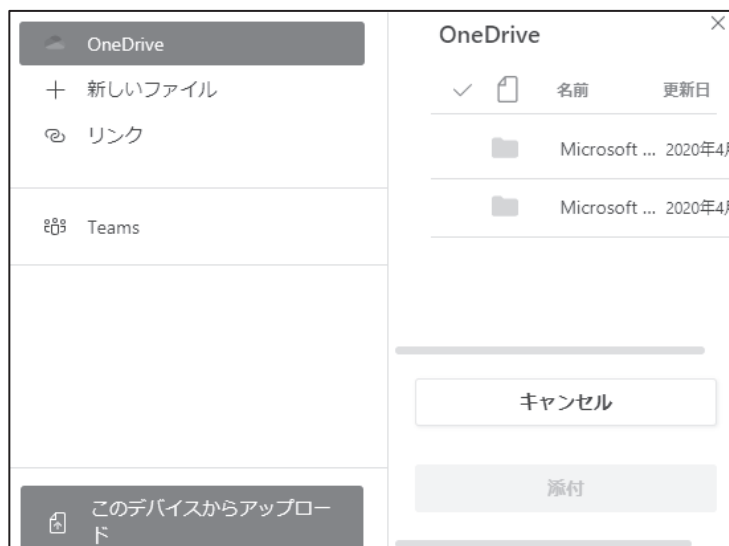 OneDrive
新しいファイル
リンク
Teams
このデバイスからアップロー
ド
OneDrive
名前 更新日
Microsoft ... 2020年4月
Microsoft ... 2020年4月
キャンセル
添付